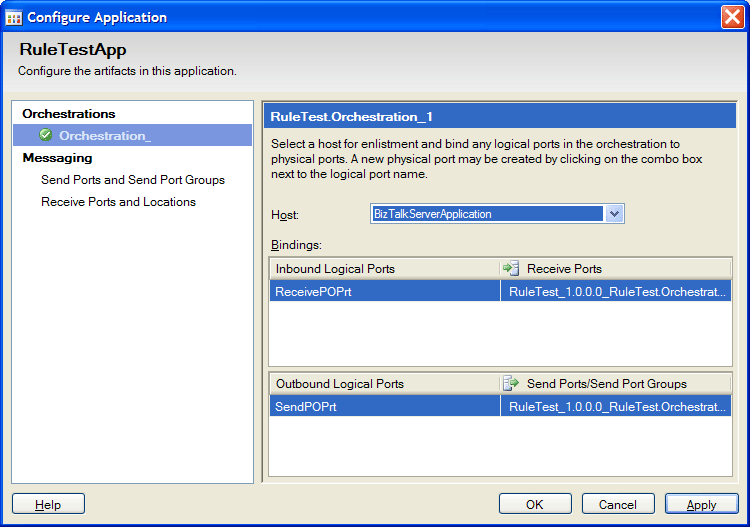 Configure Application
RuleTestApp
Configure the artifacts in this application.
Orchestrations
Orchestration_
Messaging
Send Ports and Send Port Groups
Receive Ports and Locations
RuleTest.Orchestration_1
Select a host for enlistment and bind any logical ports in the orchestration to
physical ports. A new physical port may be created by clicking on the combo box
next to the logical port name.
Host: BizTalkServerApplication
Bindings:
Inbound Logical Ports Receive Ports
ReceivePOPrt RuleTest_1.0.0.0_RuleTest.Orchestrat...
Outbound Logical Ports Send Ports/Send Port Groups
SendPOPrt RuleTest_1.0.0.0_RuleTest.Orchestrat...
Help OK Cancel Apply